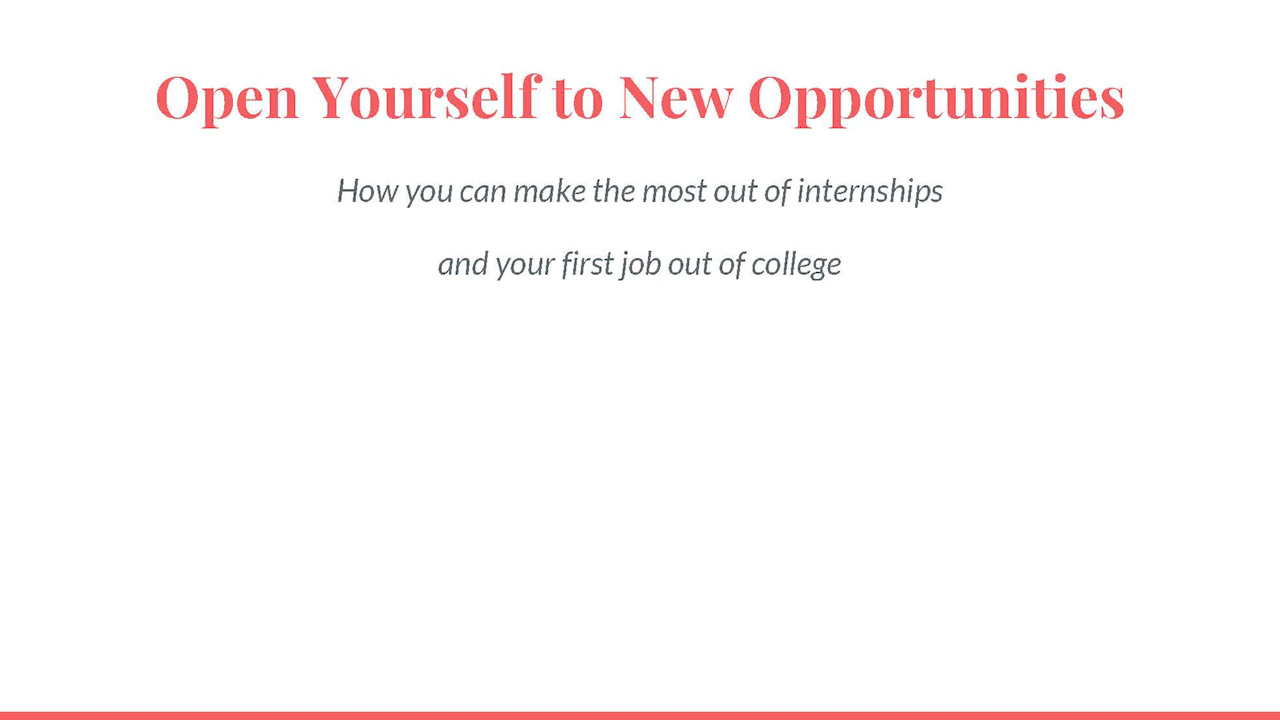 Open Yourself to New Opportunities
How you can make the most out of internships
and your first job out of college